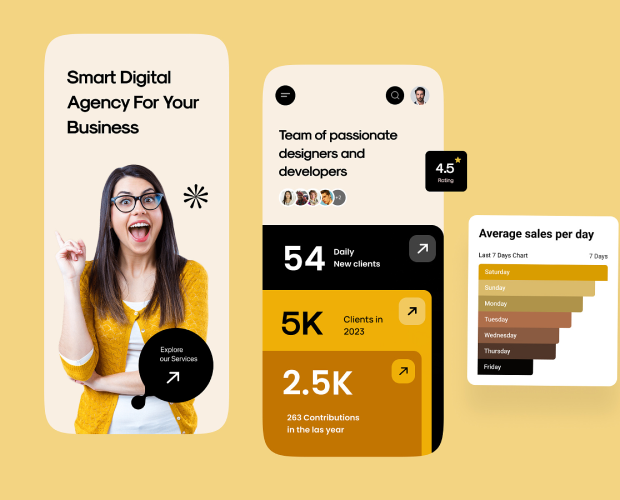 Smart Digital
Agency For Your
Business
Explore
our Services
Team of passionate
designers and
developers
+2
4.5
Rating
54
Daily
New clients
5K
Clients in
2023
2.5K
263 Contributions
in the las year
Average sales per day
Last 7 Days Chart
7 Days
Saturday
Sunday
Monday
Tuesday
Wednesday
Thursday
Friday